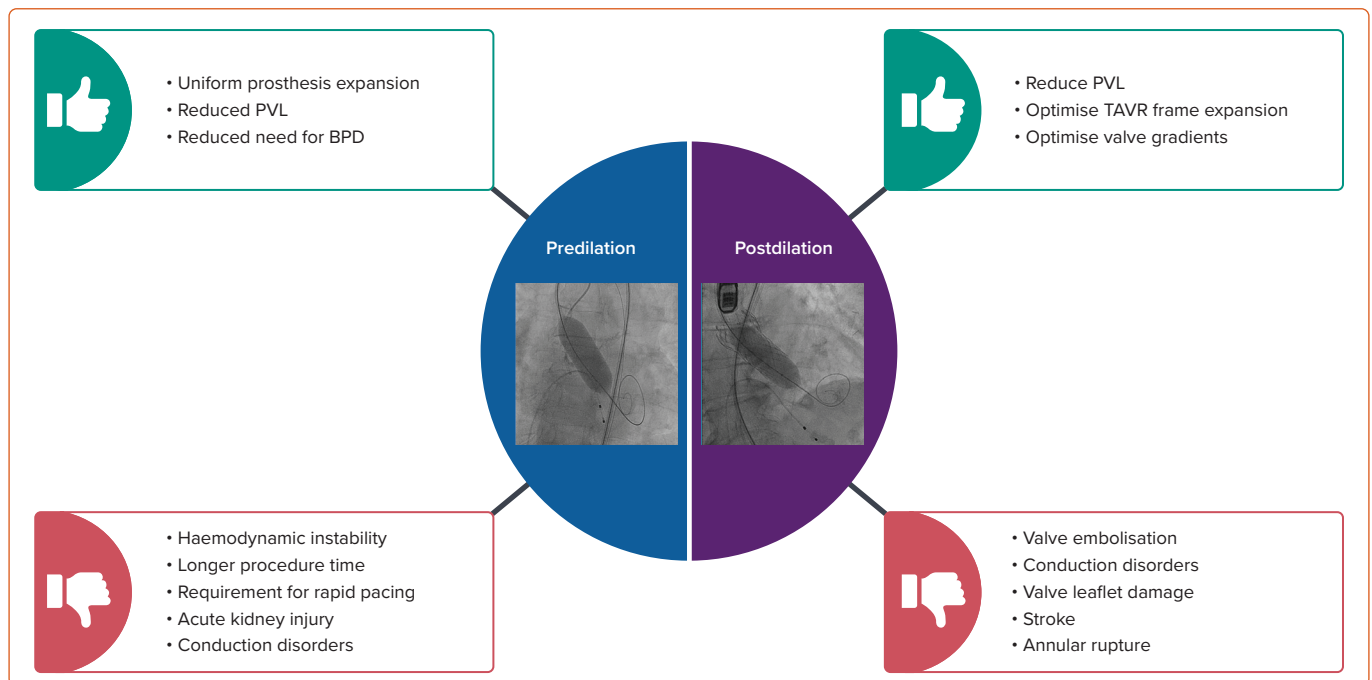 • Uniform prosthesis expansion
• Reduced PVL
• Reduced need for BPD
• Reduce PVL
• Optimise TAVR frame expansion
• Optimise valve gradients
Predilation
Postdilation
• Haemodynamic instability
• Longer procedure time
• Requirement for rapid pacing
• Acute kidney injury
• Conduction disorders
• Valve embolisation
• Conduction disorders
• Valve leaflet damage
• Stroke
• Annular rupture